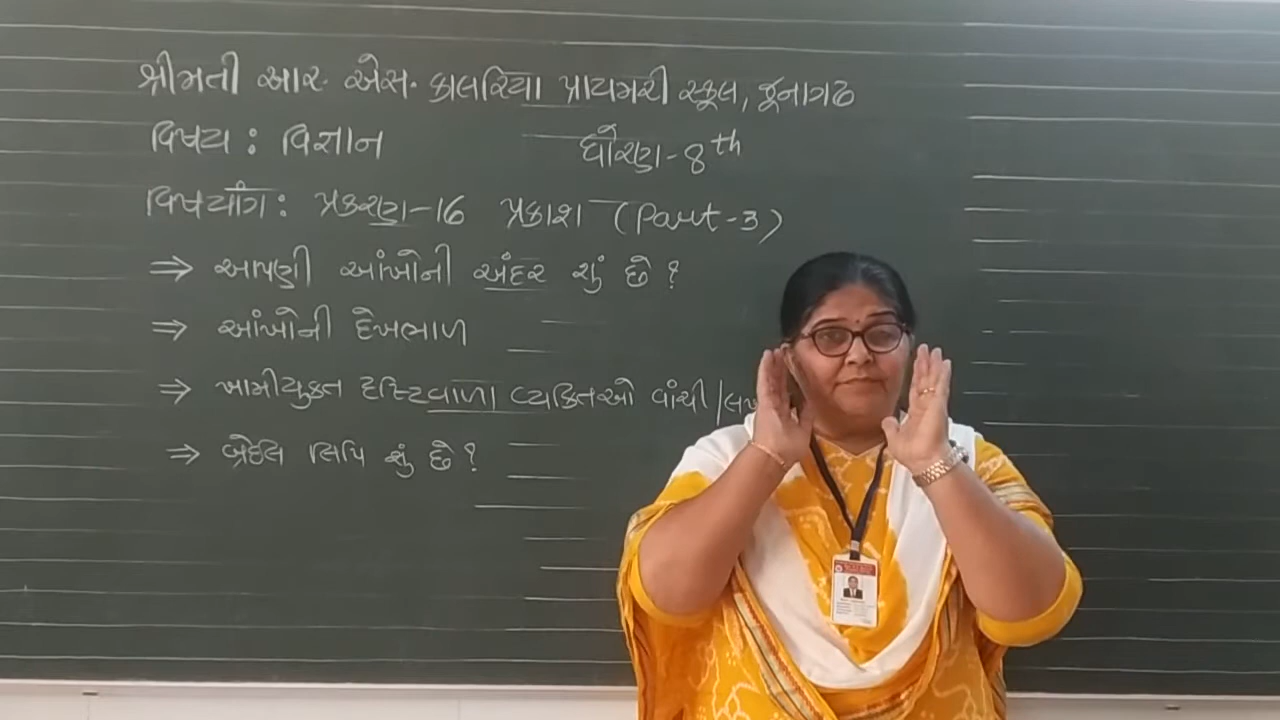 શ્રીમતી આર. એસ. કાલરિયા પ્રાયમરી સ્કૂલ, જૂનાગઢ
વિષય : વિજ્ઞાન ધોરણ-8th
વિષયાંગ : પ્રકરણ-16 પ્રકાશ (Part-3)
⇒ આપણી આંખોની અંદર શું છે ?
⇒ આંખોની દેખભાળ
⇒ ખામીયુક્ત દૃષ્ટિવાળા વ્યક્તિઓ વાંચી/લખ
⇒ બ્રેઈલ લિપિ શું છે ?